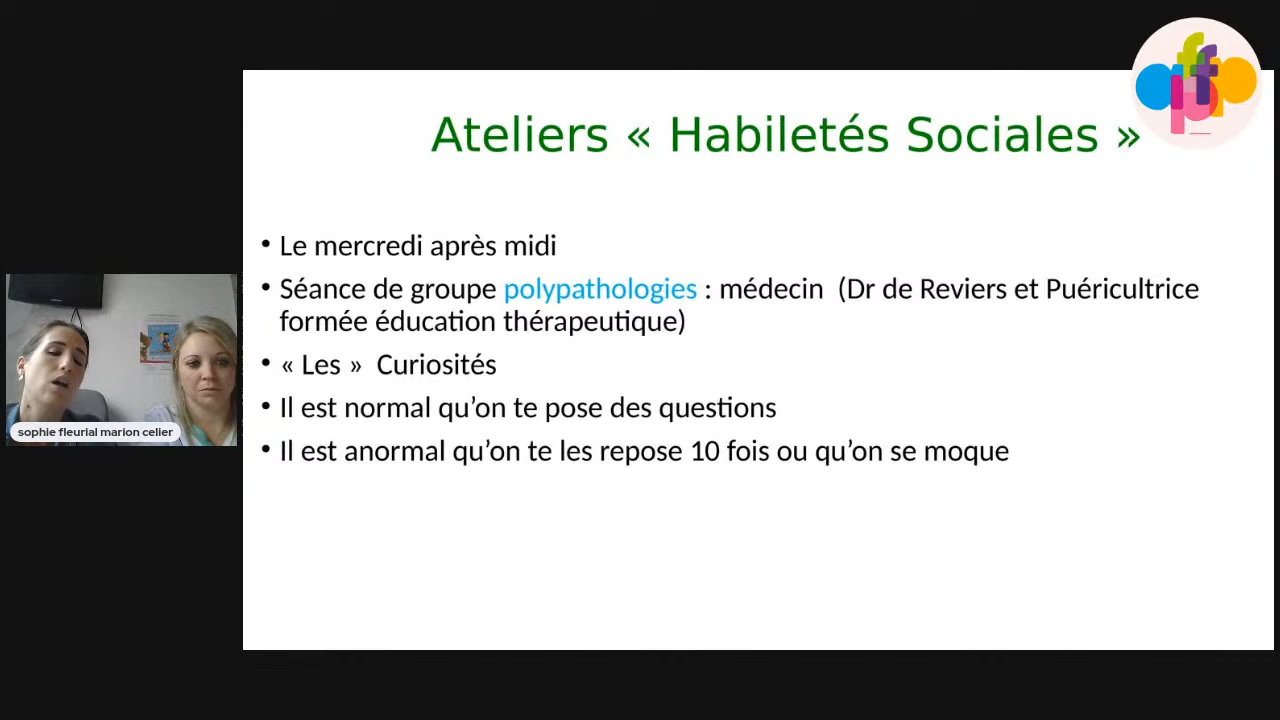 Ateliers « Habiletés Sociales »
• Le mercredi après midi
• Séance de groupe polypathologies : médecin  (Dr de Reviers et Puéricultrice
formée éducation thérapeutique)
• « Les »  Curiosités
• Il est normal qu’on te pose des questions
• Il est anormal qu’on te les repose 10 fois ou qu’on se moque
sophie fleurial marion celier